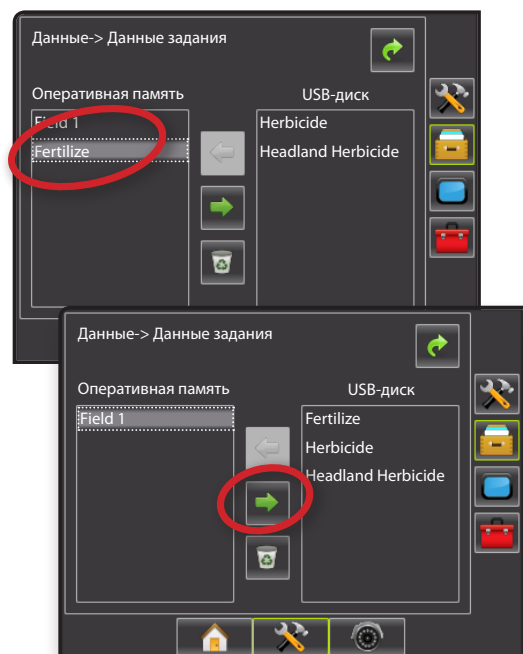 Данные-> Данные задания
Оперативная память
USB-диск
Field 1
Fertilize
Herbicide
Headland Herbicide
Данные-> Данные задания
Оперативная память
USB-диск
Field 1
Fertilize
Herbicide
Headland Herbicide